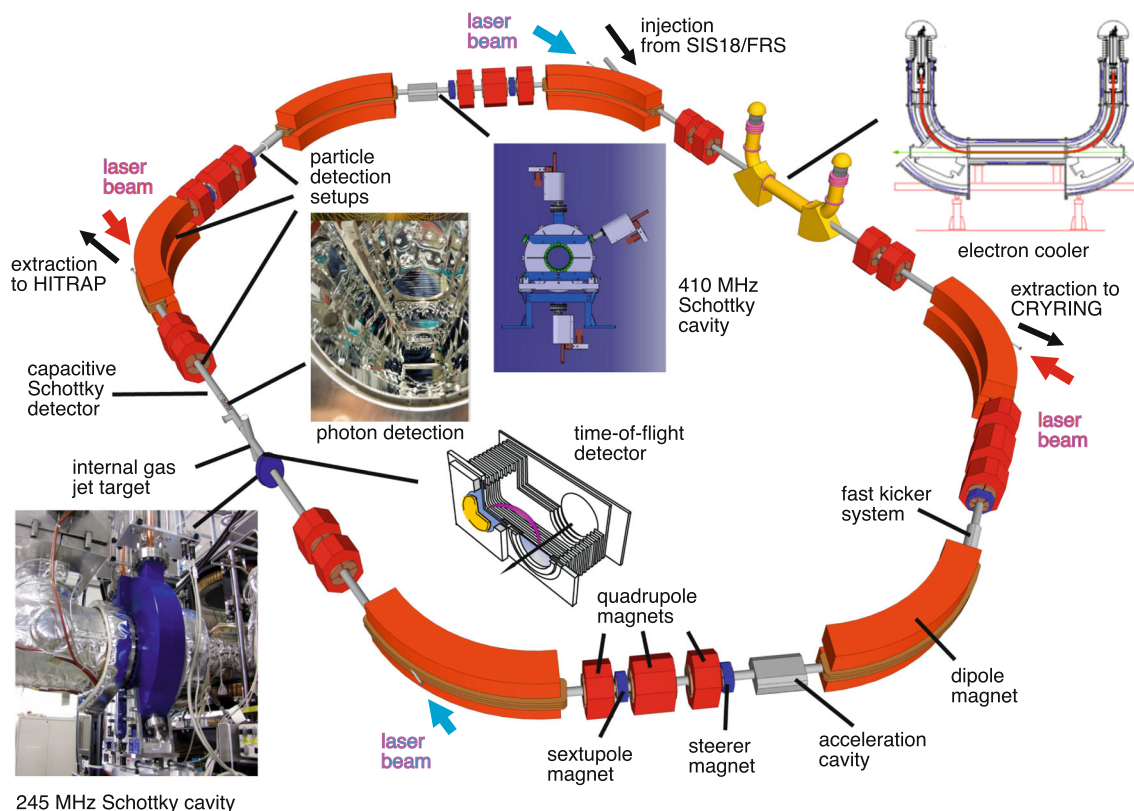 laser
beam
injection
from SIS18/FRS
laser
beam
particle
detection
setups
extraction
to HITRAP
electron cooler
410 MHz
Schottky
cavity
extraction to
CRYRING
capacitive
Schottky
detector
photon detection
time-of-flight
detector
laser
beam
internal gas
jet target
fast kicker
system
quadrupole
magnets
dipole
magnet
laser
beam
sextupole
magnet
steerer
magnet
acceleration
cavity
245 MHz Schottky cavity